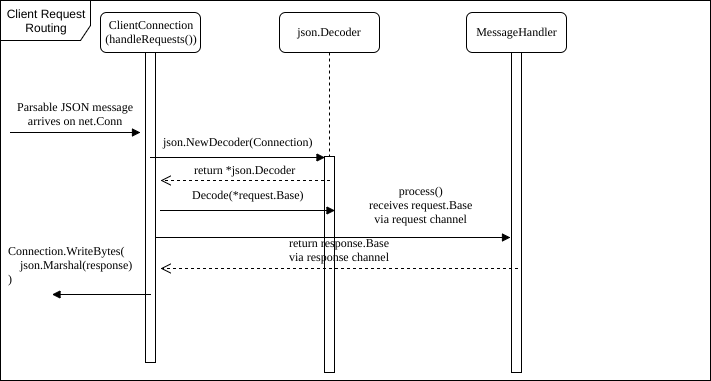 Client Request
Routing
ClientConnection
(handleRequests())
json.Decoder
MessageHandler
Parsable JSON message
arrives on net.Conn
json.NewDecoder(Connection)
return *json.Decoder
Decode(*request.Base)
process()
receives request.Base
via request channel
return response.Base
via response channel
Connection.WriteBytes(
json.Marshal(response)
)